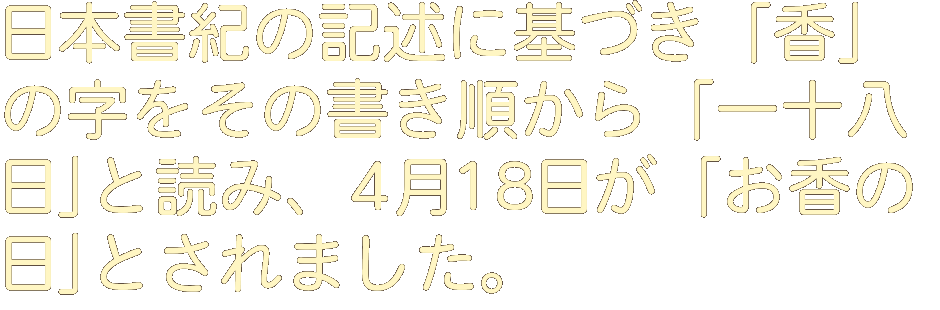 日本書紀の記述に基づき「香」
の字をその書き順から「一十八
日」と読み、4月18日が「お香の
日」とされました。